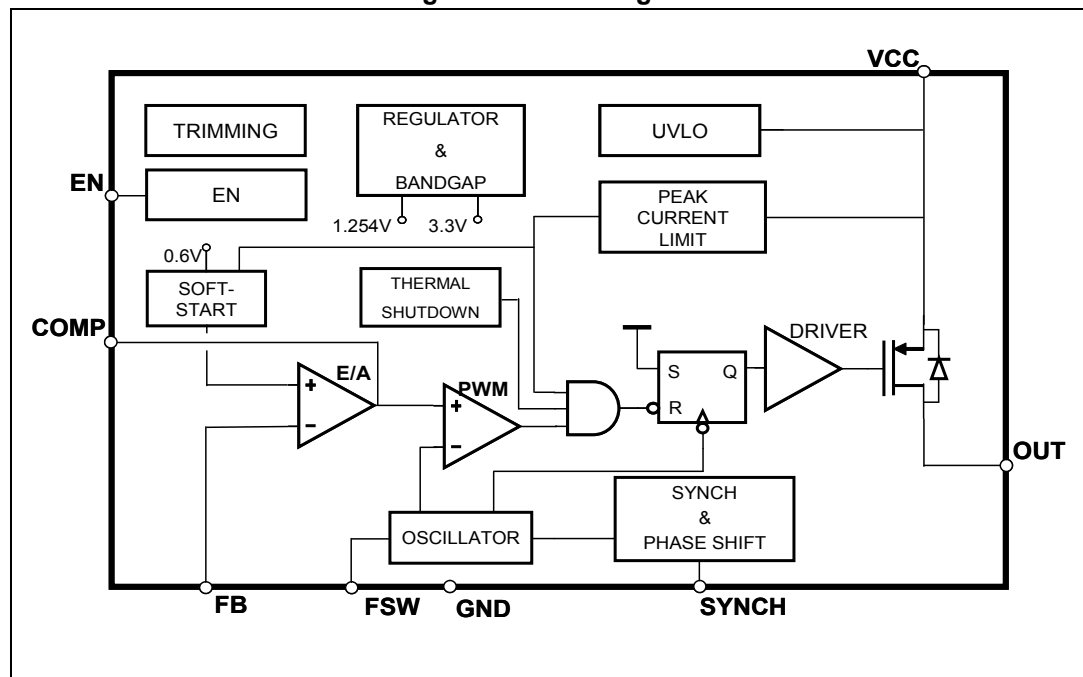 VCC
TRIMMING
REGULATOR
&
BANDGAP
UVLO
EN
EN
1.254V
3.3V
PEAK
CURRENT
LIMIT
0.6V
SOFT-
START
THERMAL
SHUTDOWN
COMP
DRIVER
E/A
PWM
+
-
+
-
S
Q
R
OUT
OSCILLATOR
SYNCH
&
PHASE SHIFT
FB
FSW
GND
SYNCH